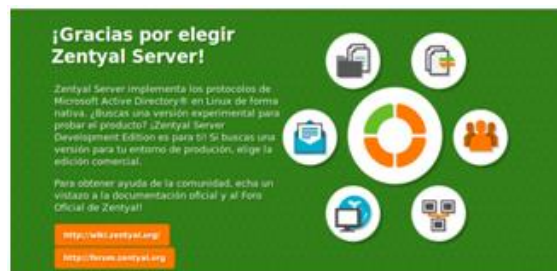 ¡Gracias por elegir
Zentyal Server!
Zentyal Server implementa los protocolos de
Microsoft Active Directory® en Linux de forma
nativa. ¿Buscas una versión experimental para
probar el producto? ¡Zentyal Server
Development Edition es para ti! Si buscas una
versión para tu entorno de produción, elige la
edición comercial.
Para obtener ayuda de la comunidad, echa un
vistazo a la documentación oficial y al Foro
Oficial de Zentyal!
http://wiki.zentyal.org/
http://forum.zentyal.org